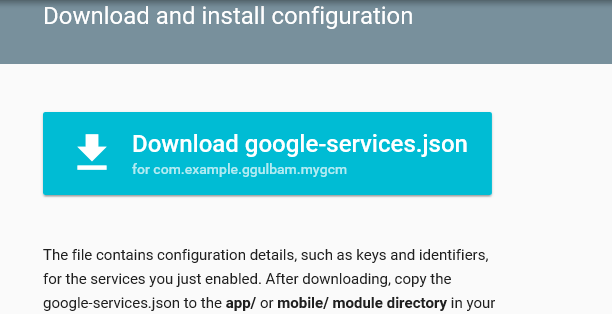 Download and install configuration
Download google-services.json
for com.example.ggulbam.mygcm
The file contains configuration details, such as keys and identifiers,
for the services you just enabled. After downloading, copy the
google-services.json to the app/ or mobile/ module directory in your